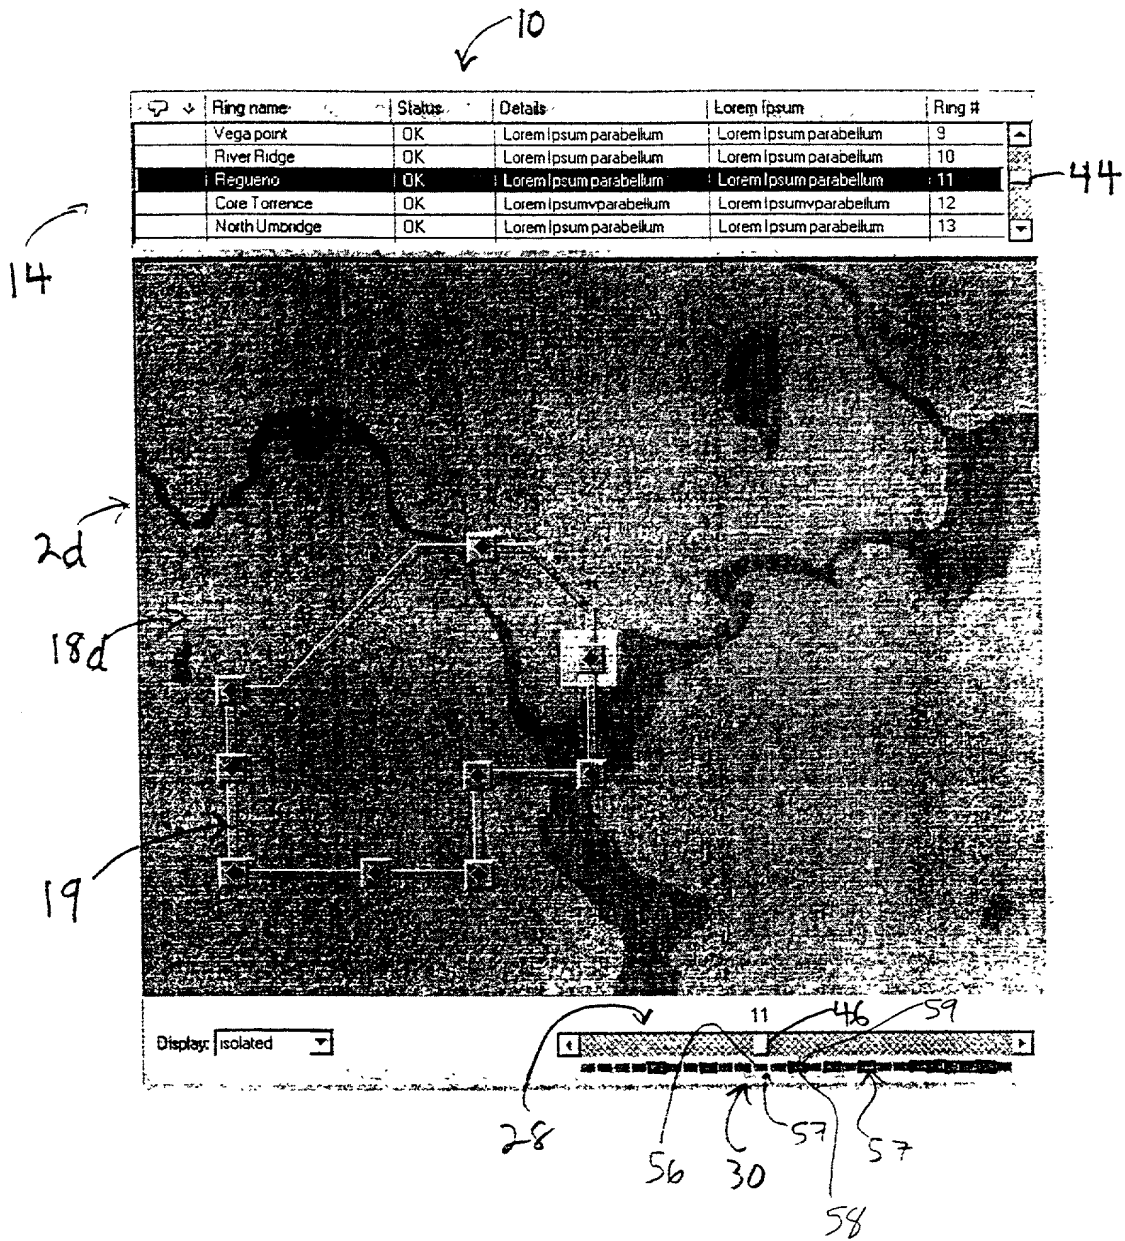 10
Ring name Status Details Lorem Ipsum Ring #
Vega point OK Lorem Ipsum parabellum Lorem Ipsum parabellum 9
River Ridge OK Lorem Ipsum parabellum Lorem Ipsum parabellum 10
Regueno OK Lorem Ipsum parabellum Lorem Ipsum parabellum 11
44
Core Torrence OK Lorem Ipsumvparabellum Lorem Ipsumvparabellum 12
North Umbridge OK Lorem Ipsum parabellum Lorem Ipsum parabellum 13
14
2d
18d
19
28
11
46
59
Display: isolated
56
30
57
57
58